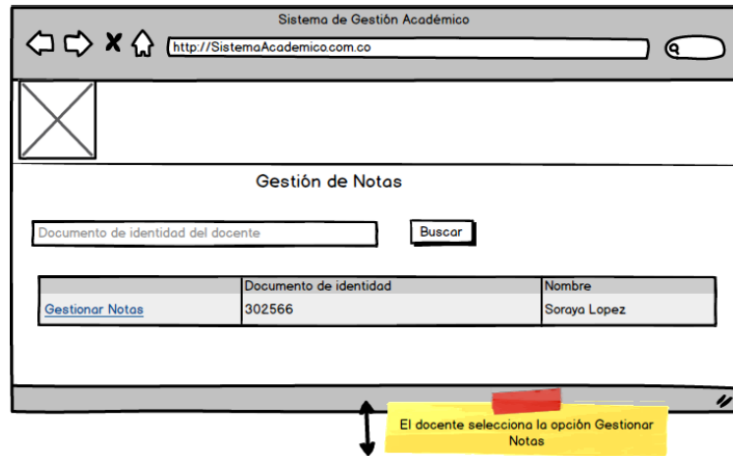 Sistema de Gestión Académico
http://SistemaAcademico.com.co
Gestión de Notas
Documento de identidad del docente
Buscar
Documento de identidad Nombre
Gestionar Notas 302566 Soraya Lopez
El docente selecciona la opción Gestionar
Notas